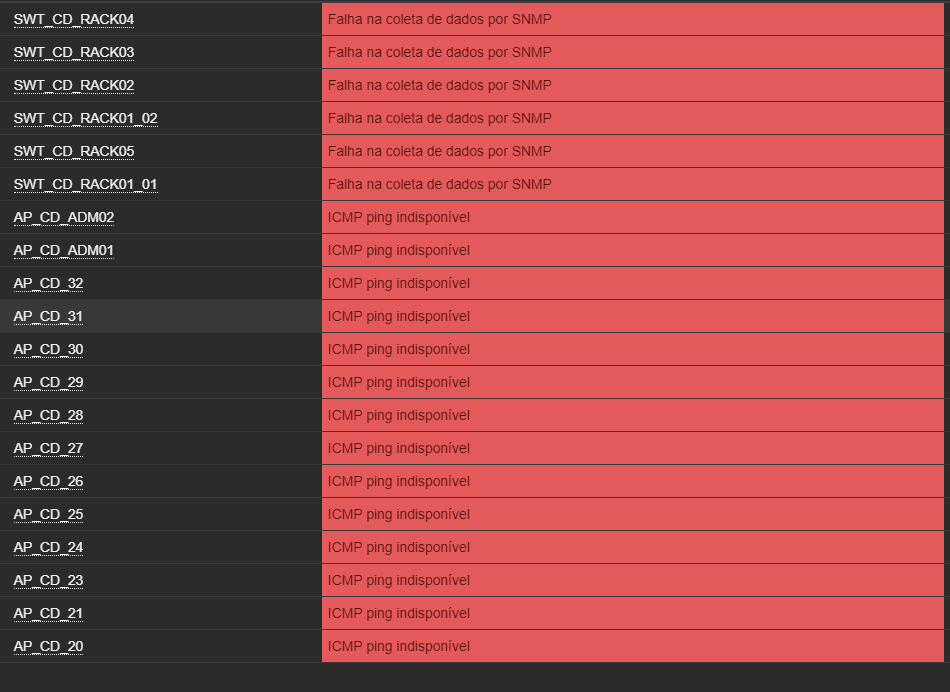 SWT_CD_RACK04 Falha na coleta de dados por SNMP
SWT_CD_RACK03 Falha na coleta de dados por SNMP
SWT_CD_RACK02 Falha na coleta de dados por SNMP
SWT_CD_RACK01_02 Falha na coleta de dados por SNMP
SWT_CD_RACK05 Falha na coleta de dados por SNMP
SWT_CD_RACK01_01 Falha na coleta de dados por SNMP
AP_CD_ADM02 ICMP ping indisponível
AP_CD_ADM01 ICMP ping indisponível
AP_CD_32 ICMP ping indisponível
AP_CD_31 ICMP ping indisponível
AP_CD_30 ICMP ping indisponível
AP_CD_29 ICMP ping indisponível
AP_CD_28 ICMP ping indisponível
AP_CD_27 ICMP ping indisponível
AP_CD_26 ICMP ping indisponível
AP_CD_25 ICMP ping indisponível
AP_CD_24 ICMP ping indisponível
AP_CD_23 ICMP ping indisponível
AP_CD_21 ICMP ping indisponível
AP_CD_20 ICMP ping indisponível